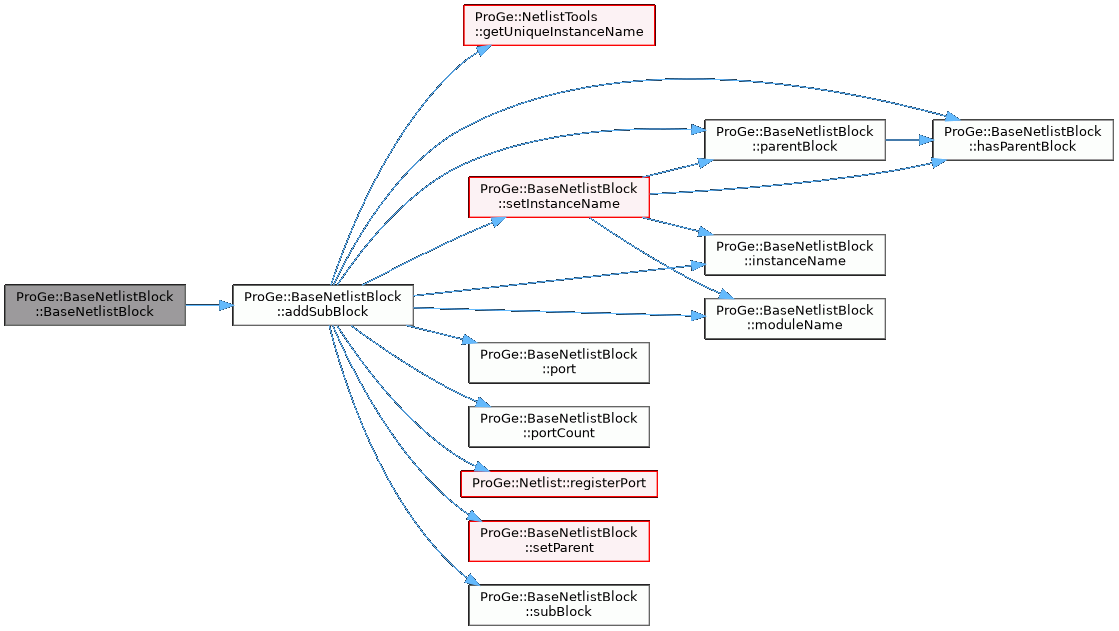 ProGe::NetlistTools
::getUniqueInstanceName
ProGe::BaseNetlistBlock
::parentBlock
ProGe::BaseNetlistBlock
::hasParentBlock
ProGe::BaseNetlistBlock
::setInstanceName
ProGe::BaseNetlistBlock
::instanceName
ProGe::BaseNetlistBlock
::BaseNetlistBlock
ProGe::BaseNetlistBlock
::addSubBlock
ProGe::BaseNetlistBlock
::moduleName
ProGe::BaseNetlistBlock
::port
ProGe::BaseNetlistBlock
::portCount
ProGe::Netlist::registerPort
ProGe::BaseNetlistBlock
::setParent
ProGe::BaseNetlistBlock
::subBlock